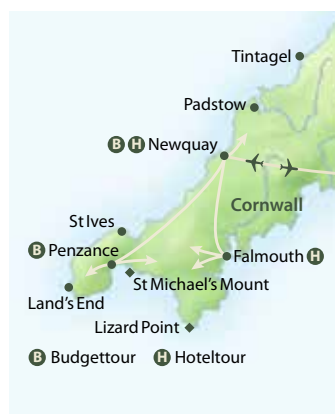 Tintagel
Padstow
B H Newquay
Cornwall
St Ives
B Penzance
Falmouth H
St Michael's Mount
Land's End
Lizard Point
B Budgettour H Hoteltour